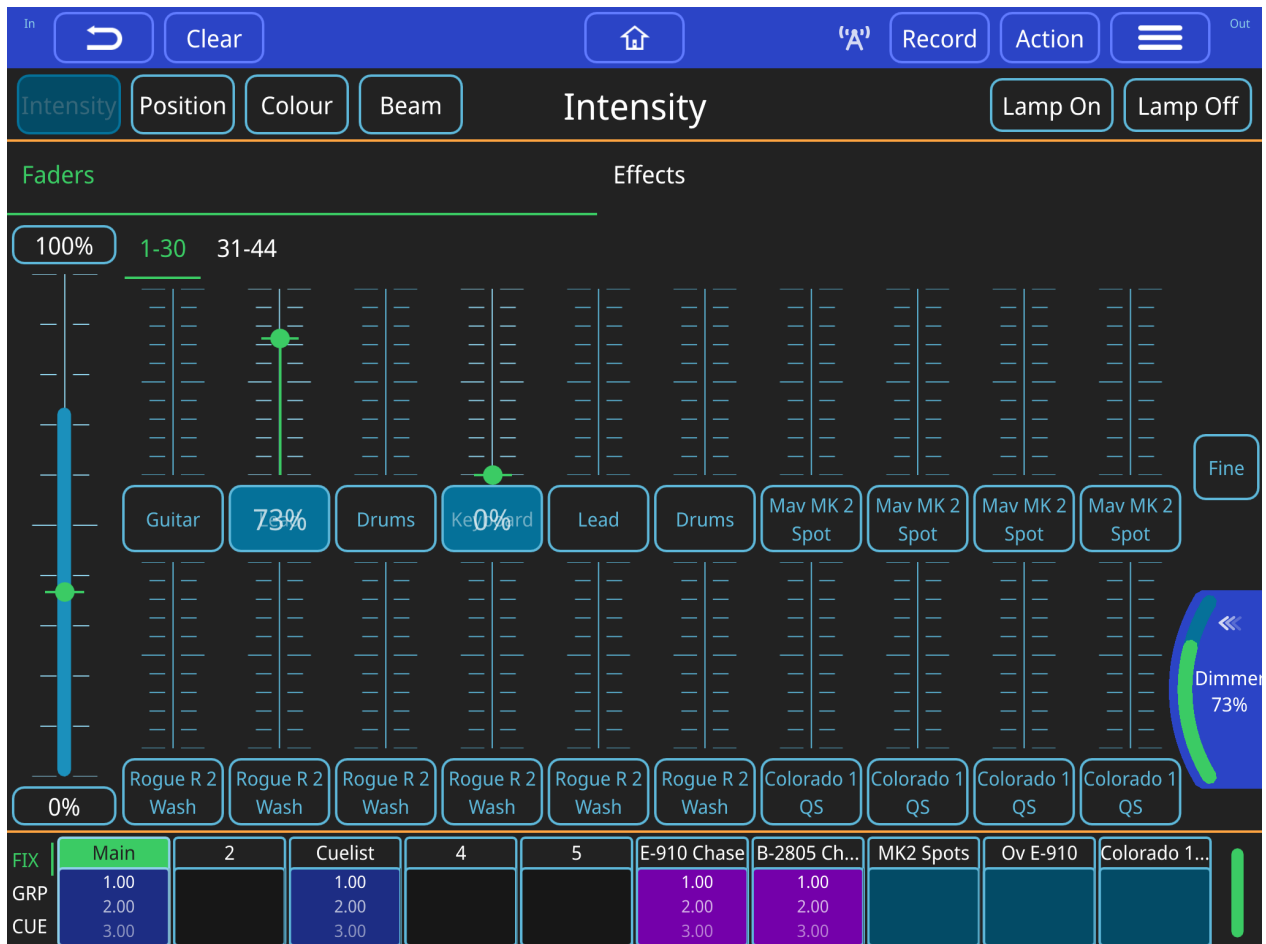 In
Clear
Record
Action
Out
Intensity
Position
Colour
Beam
Intensity
Lamp On
Lamp Off
Faders
Effects
100%
1-30
31-44
Fine
Guitar
73%
Drums
Keyboard
0%
Lead
Drums
Mav MK 2
Spot
Mav MK 2
Spot
Mav MK 2
Spot
Mav MK 2
Spot
Dimmer
73%
Rogue R 2
Wash
Rogue R 2
Wash
Rogue R 2
Wash
Rogue R 2
Wash
Rogue R 2
Wash
Rogue R 2
Wash
Colorado 1
QS
Colorado 1
QS
Colorado 1
QS
Colorado 1
QS
0%
FIX
GRP
CUE
Main
1.00
2.00
3.00
2
Cuelist
1.00
2.00
3.00
4
5
E-910 Chase
1.00
2.00
3.00
B-2805 Ch...
1.00
2.00
3.00
MK2 Spots
Ov E-910
Colorado 1...